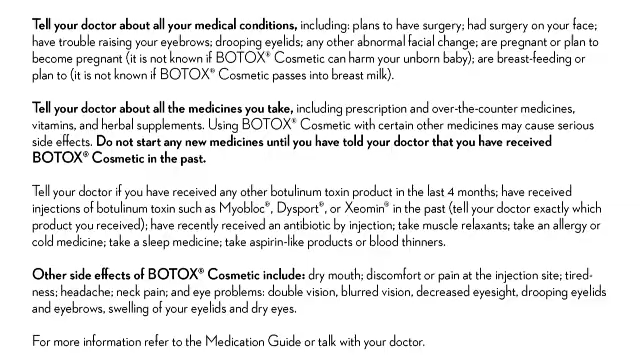 Tell your doctor about all your medical conditions, including: plans to have surgery; had surgery on your face;
have trouble raising your eyebrows; drooping eyelids; any other abnormal facial change; are pregnant or plan to
become pregnant (it is not known if BOTOX® Cosmetic can harm your unborn baby); are breast-feeding or
plan to (it is not known if BOTOX® Cosmetic passes into breast milk).
Tell your doctor about all the medicines you take, including prescription and over-the-counter medicines,
vitamins, and herbal supplements. Using BOTOX® Cosmetic with certain other medicines may cause serious
side effects. Do not start any new medicines until you have told your doctor that you have received
BOTOX® Cosmetic in the past.
Tell your doctor if you have received any other botulinum toxin product in the last 4 months; have received
injections of botulinum toxin such as Myobloc®, Dysport®, or Xeomin® in the past (tell your doctor exactly which
product you received); have recently received an antibiotic by injection; take muscle relaxants; take an allergy or
cold medicine; take a sleep medicine; take aspirin-like products or blood thinners.
Other side effects of BOTOX® Cosmetic include: dry mouth; discomfort or pain at the injection site; tired-
ness; headache; neck pain; and eye problems: double vision, blurred vision, decreased eyesight, drooping eyelids
and eyebrows, swelling of your eyelids and dry eyes.
For more information refer to the Medication Guide or talk with your doctor.